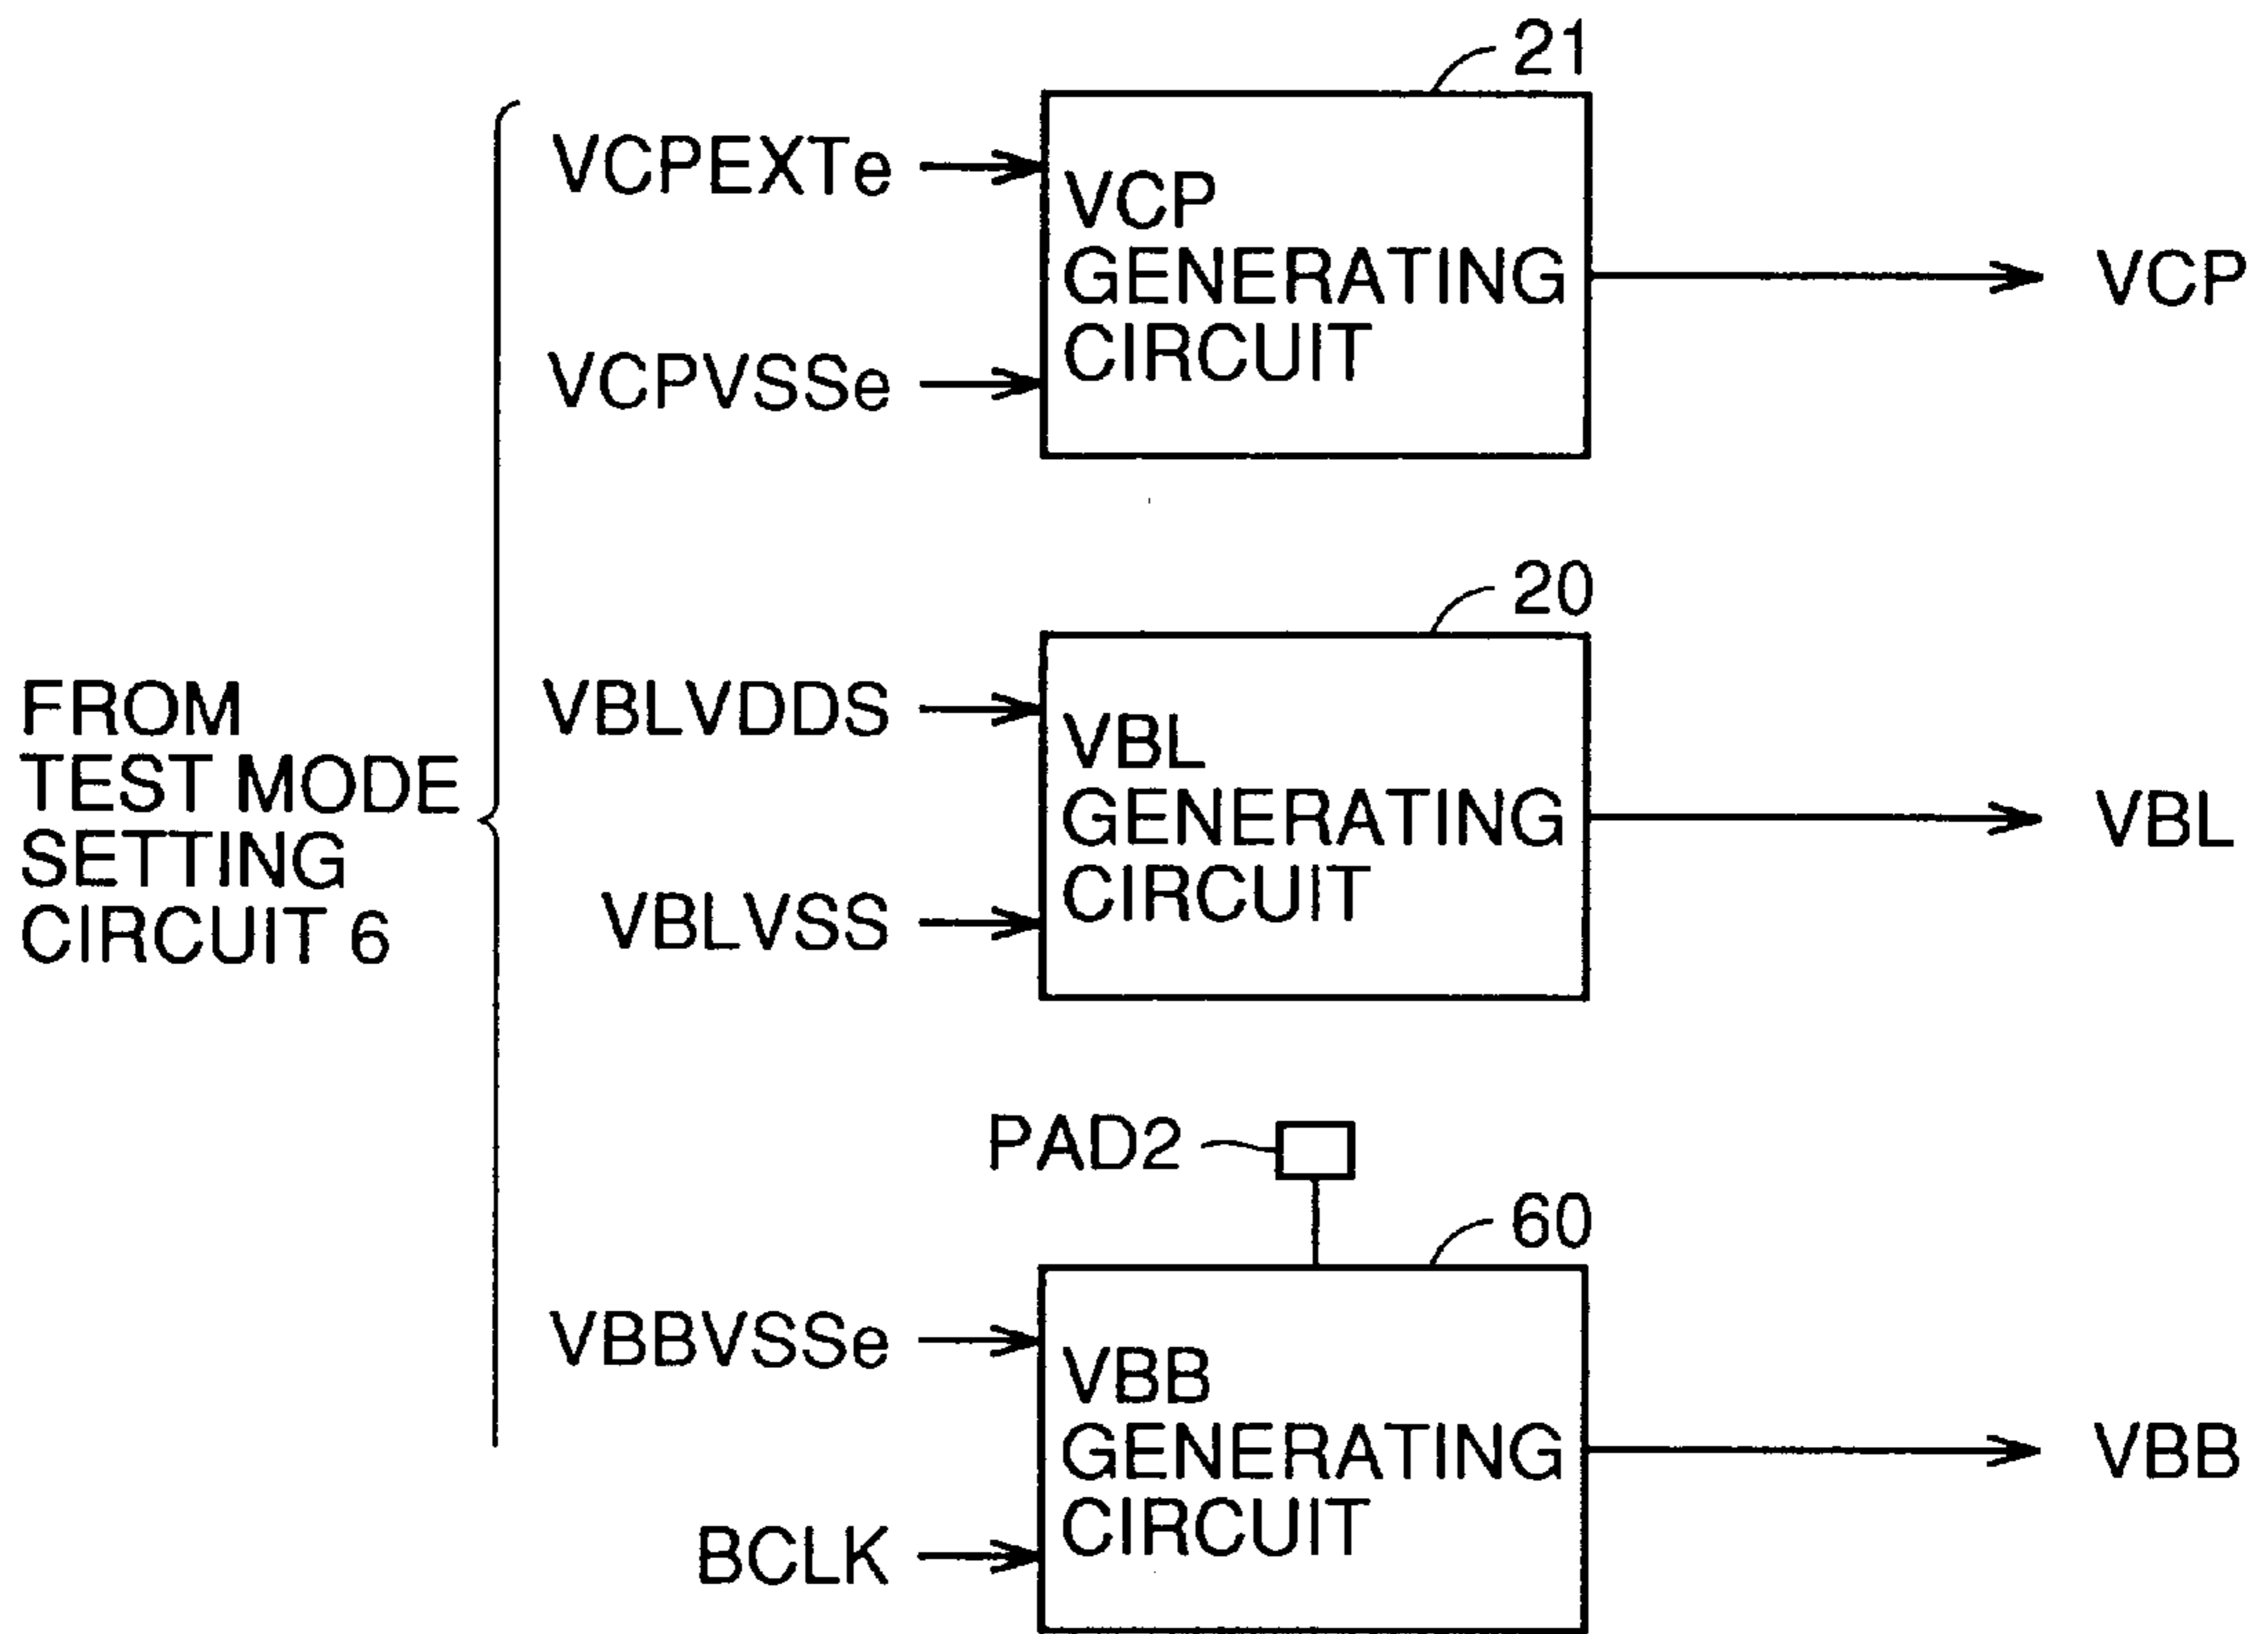 21
VCPEXTe
VCP
GENERATING
CIRCUIT
VCPVSSe
VCP
20
FROM
TEST MODE
SETTING
CIRCUIT 6
VBLVDDS
VBL
GENERATING
CIRCUIT
VBLVSS
VBL
PAD2
60
VBBVSSe
VBB
GENERATING
CIRCUIT
BCLK
VBB